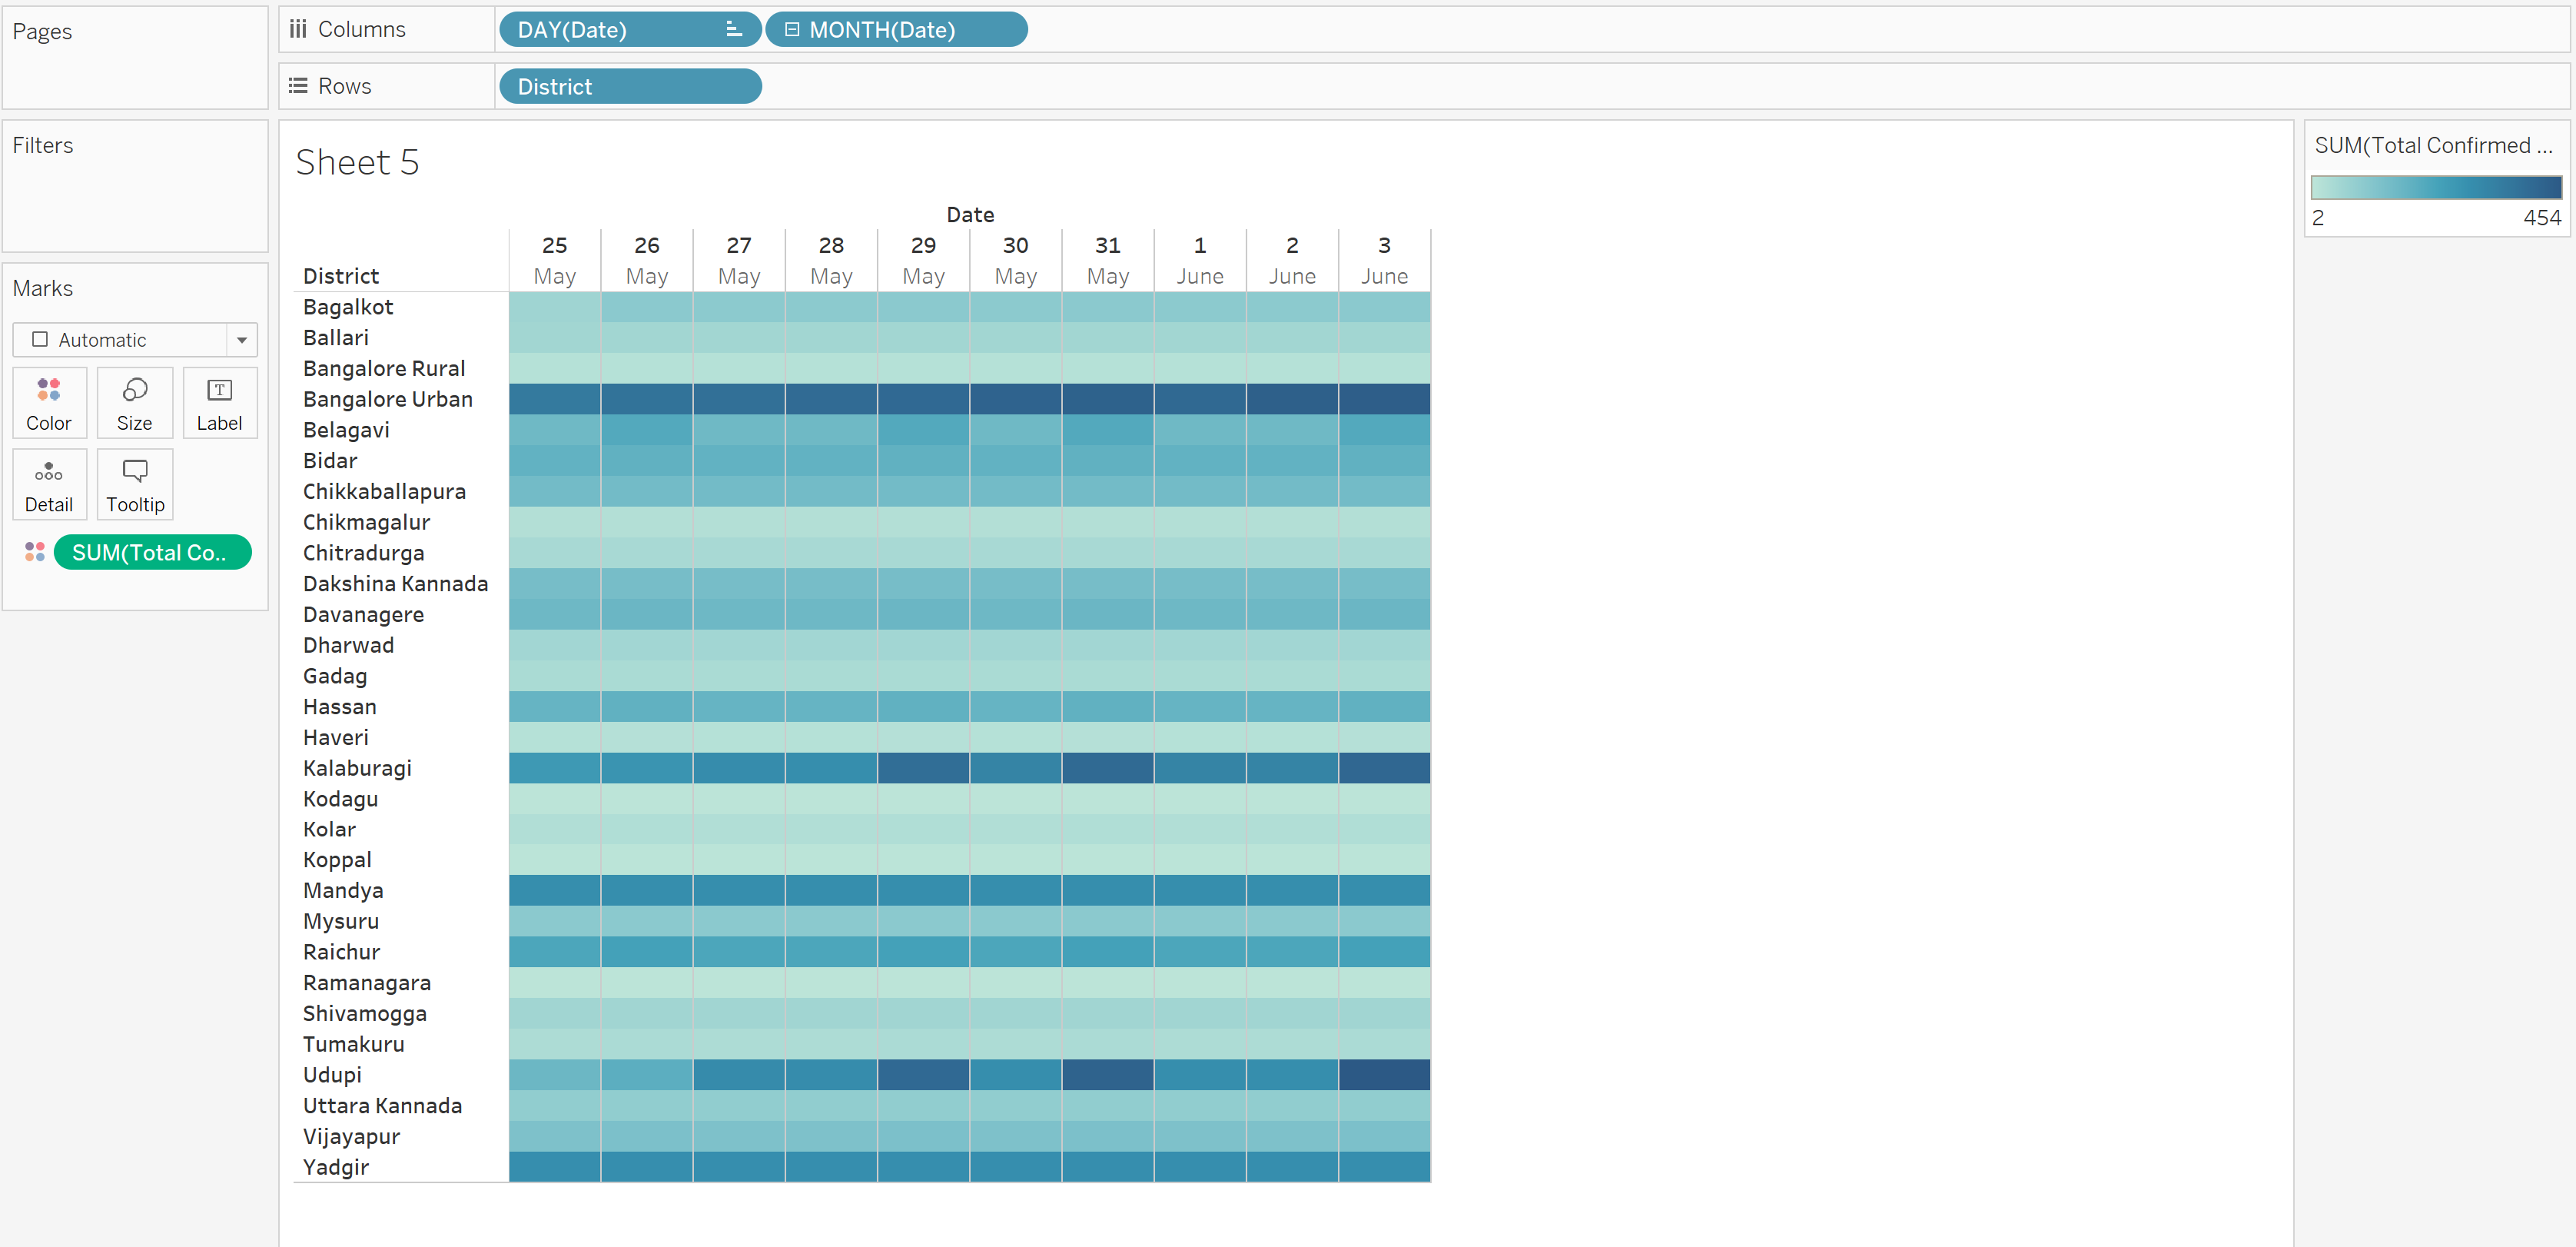 Pages
Columns DAY(Date) MONTH(Date)
Rows District
Filters
Sheet 5
SUM(Total Confirmed ...
2 454
Marks
Automatic
Color Size Label
Detail Tooltip
SUM(Total Co..
Date
25 26 27 28 29 30 31 1 2 3
District May May May May May May May June June June
Bagalkot
Ballari
Bangalore Rural
Bangalore Urban
Belagavi
Bidar
Chikkaballapura
Chikmagalur
Chitradurga
Dakshina Kannada
Davanagere
Dharwad
Gadag
Hassan
Haveri
Kalaburagi
Kodagu
Kolar
Koppal
Mandya
Mysuru
Raichur
Ramanagara
Shivamogga
Tumakuru
Udupi
Uttara Kannada
Vijayapur
Yadgir